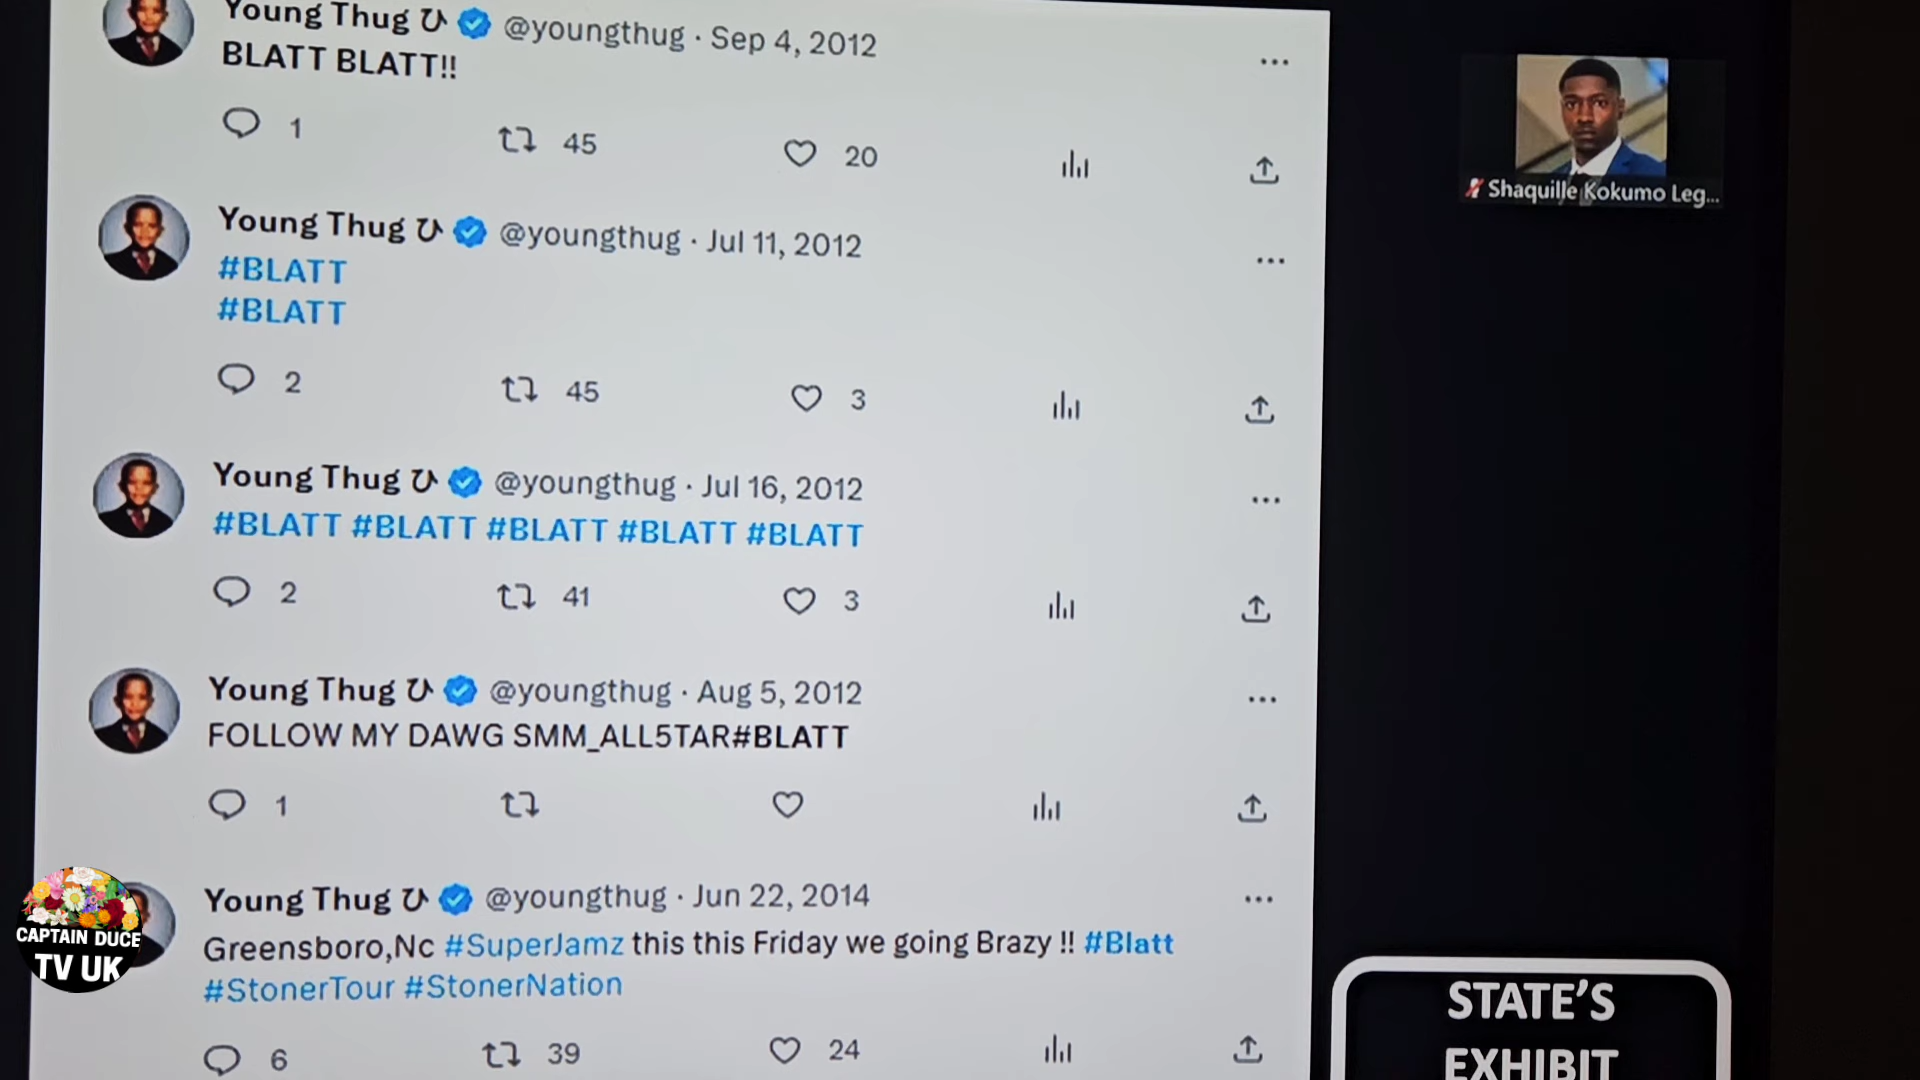 Young Thug ひ @youngthug · Sep 4, 2012
BLATT BLATT!!
1 45 20
Shaquille Kokumo Leg...
Young Thug ひ @youngthug · Jul 11, 2012
#BLATT
#BLATT
2 45 3
Young Thug ひ @youngthug · Jul 16, 2012
#BLATT #BLATT #BLATT #BLATT #BLATT
2 41 3
Young Thug ひ @youngthug · Aug 5, 2012
FOLLOW MY DAWG SMM_ALL5TAR#BLATT
1
Young Thug ひ @youngthug · Jun 22, 2014
Greensboro,Nc #SuperJamz this this Friday we going Brazy !! #Blatt
#StonerTour #StonerNation
6 39 24
CAPTAIN DUCE
TV UK
STATE'S
EXHIBIT